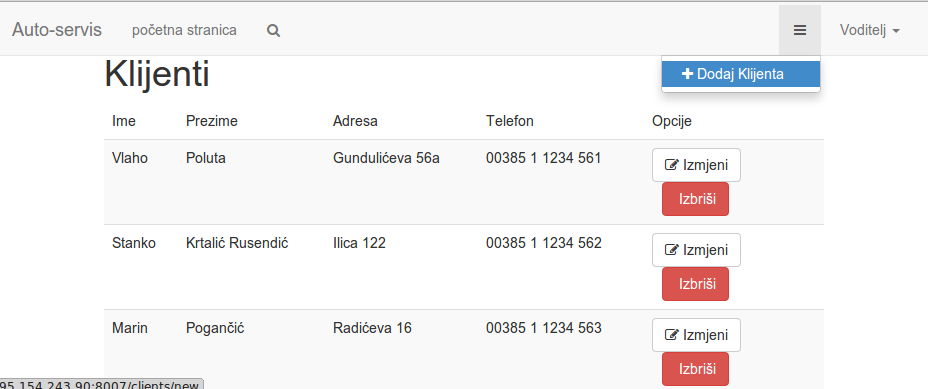 Auto-servis početna stranica Voditelj
Klijenti
Dodaj Klijenta
Ime Prezime Adresa Telefon Opcije
Vlaho Poluta Gundulićeva 56a 00385 1 1234 561 Izmjeni
Izbriši
Stanko Krtalić Rusendić Ilica 122 00385 1 1234 562 Izmjeni
Izbriši
Marin Pogančić Radićeva 16 00385 1 1234 563 Izmjeni
Izbriši
95.154.243.90:8007/clients/new